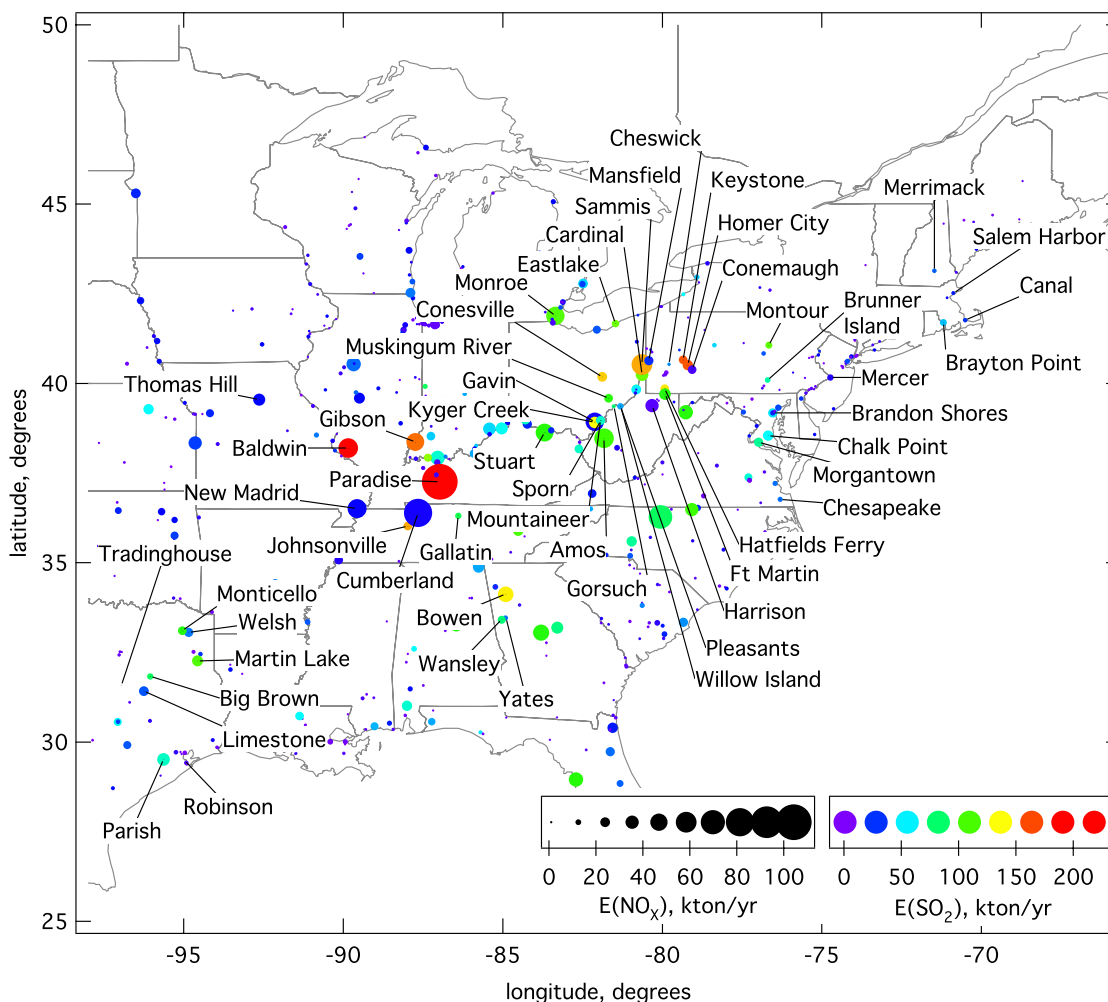 50
45
40
35
30
25
latitude, degrees
Cheswick
Mansfield
Keystone
Merrimack
Sammis
Homer City
Cardinal
Salem Harbor
Eastlake
Conemaugh
Monroe
Canal
Conesville
Montour
Brunner
Island
Muskingum River
Brayton Point
Gavin
Mercer
Thomas Hill
Kyger Creek
Brandon Shores
Gibson
Baldwin
Chalk Point
Stuart
Morgantown
Paradise
Sporn
New Madrid
Chesapeake
Mountaineer
Johnsonville
Hatfields Ferry
Tradinghouse
Gallatin
Amos
Ft Martin
Cumberland
Gorsuch
Monticello
Harrison
Welsh
Bowen
Pleasants
Martin Lake
Wansley
Willow Island
Big Brown
Yates
Limestone
Robinson
Parish
0 20 40 60 80 100
E(NOX), kton/yr
0 50 100 150 200
E(SO2), kton/yr
-95 -90 -85 -80 -75 -70
longitude, degrees